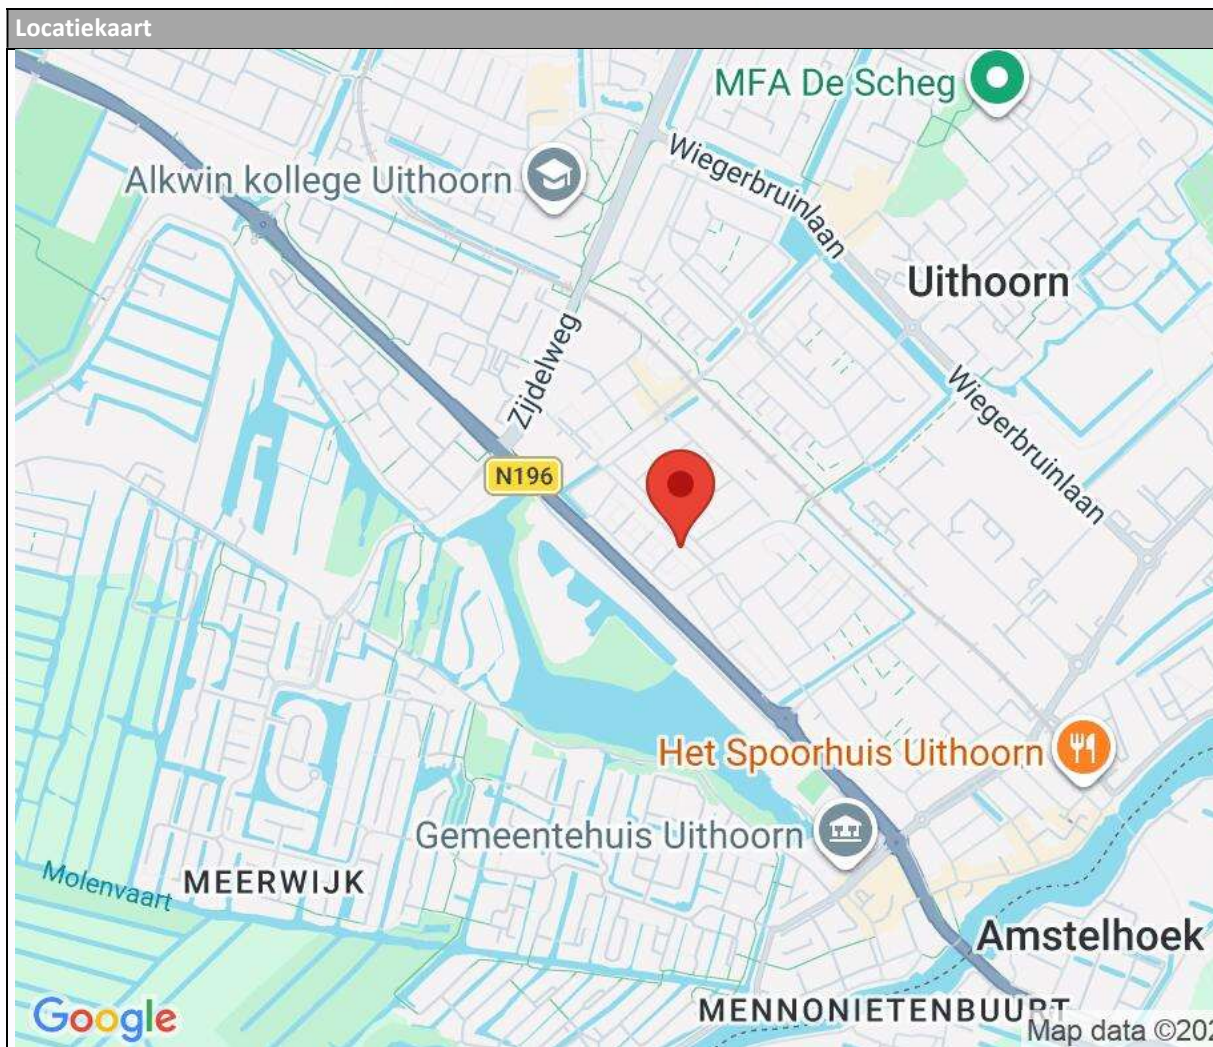 Locatiekaart
MFA De Scheg
Wiegerbruinlaan
Alkwin kollege Uithoorn
Uithoorn
Zijdelweg
Wiegerbruinlaan
N196
Het Spoorhuis Uithoorn
Gemeentehuis Uithoorn
Molenvaart
MEERWIJK
Amstelhoek
MENNONIETENBUURT
Google
Map data ©202